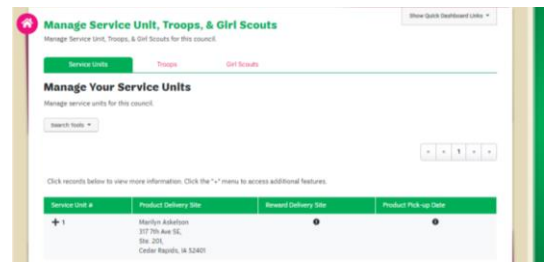 Show Quick Dashboard Links
Manage Service Unit, Troops, & Girl Scouts
Manage Service Unit, Troops, & Girl Scouts for this council.
Service Units Troops Girl Scouts
Manage Your Service Units
Manage service units for this council.
Search Tools
« < 1 > »
Click records below to view more information. Click the "+" menu to access additional features.
Service Unit # Product Delivery Site Reward Delivery Site Product Pick-up Date
+ 1 Marilyn Askelson
317 7th Ave SE,
Ste. 201,
Cedar Rapids, IA 52401